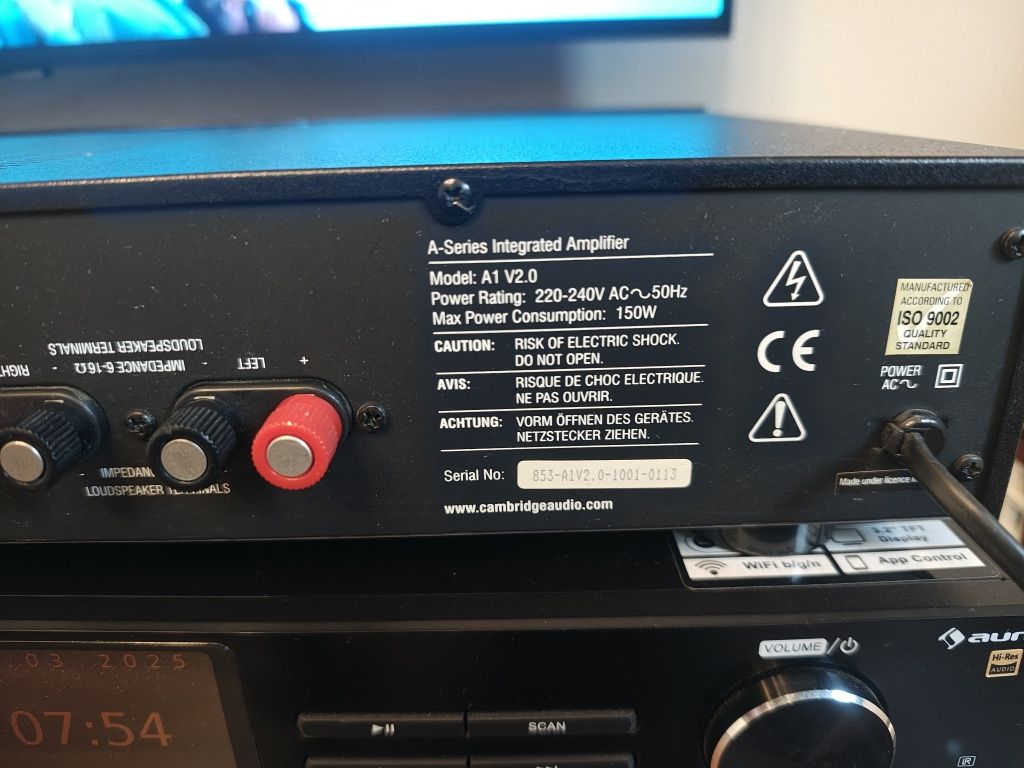 A-Series Integrated Amplifier
Model: A1 V2.0
Power Rating: 220-240V AC~50Hz
Max Power Consumption: 150W
CAUTION: RISK OF ELECTRIC SHOCK.
DO NOT OPEN.
AVIS: RISQUE DE CHOC ELECTRIQUE.
NE PAS OUVRIR.
ACHTUNG: VORM ÖFFNEN DES GERÄTES.
NETZSTECKER ZIEHEN.
Serial No: 853-A1V2.0-1001-0113
www.cambridgeaudio.com
CE
MANUFACTURED
ACCORDING TO
ISO 9002
QUALITY
STANDARD
POWER
AC~
Made under licence
LOUDSPEAKER TERMINALS
RIGHT - IMPEDANCE 6-16Ω - LEFT +
LOUDSPEAKER TERMINALS
3.2" TFT
Display
WiFi b/g/n
App Control
03 2025
07:54
SCAN
VOLUME
Hi-Res
AUDIO
IR